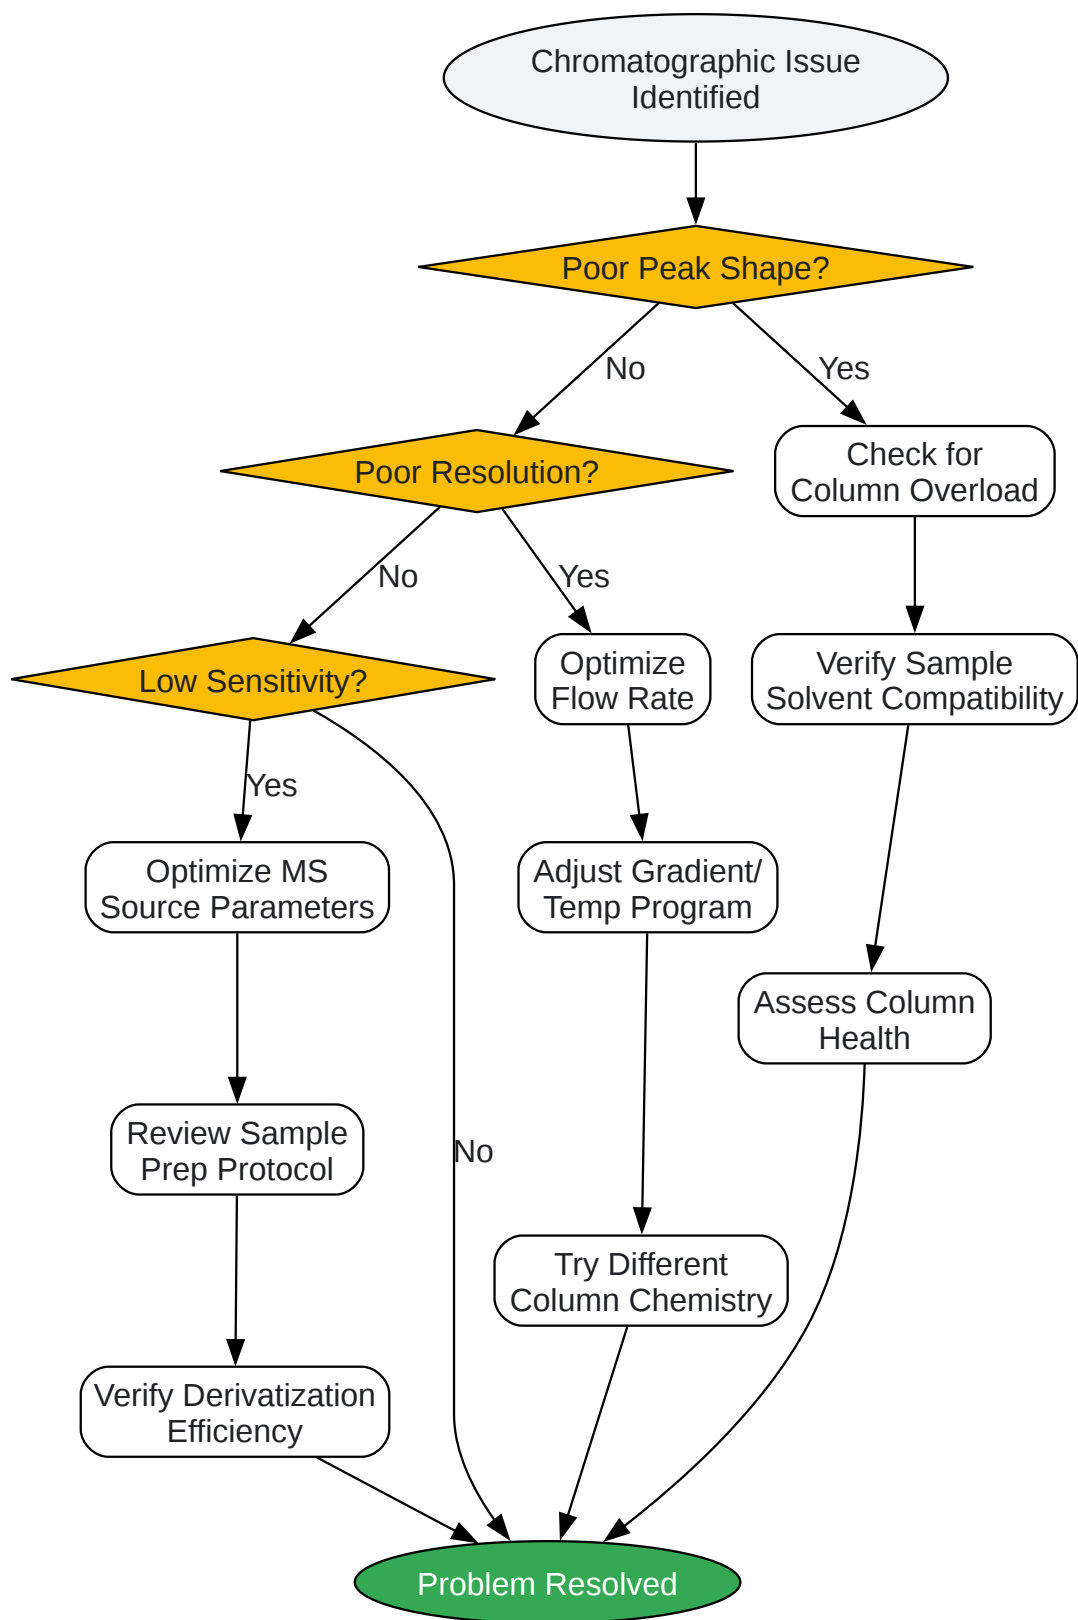 Chromatographic Issue
Identified
Poor Peak Shape?
No
Yes
Poor Resolution?
Check for
Column Overload
No
Yes
Low Sensitivity?
Optimize
Flow Rate
Verify Sample
Solvent Compatibility
Yes
Optimize MS
Source Parameters
Adjust Gradient/
Temp Program
Assess Column
Health
Review Sample
Prep Protocol
No
Try Different
Column Chemistry
Verify Derivatization
Efficiency
Problem Resolved